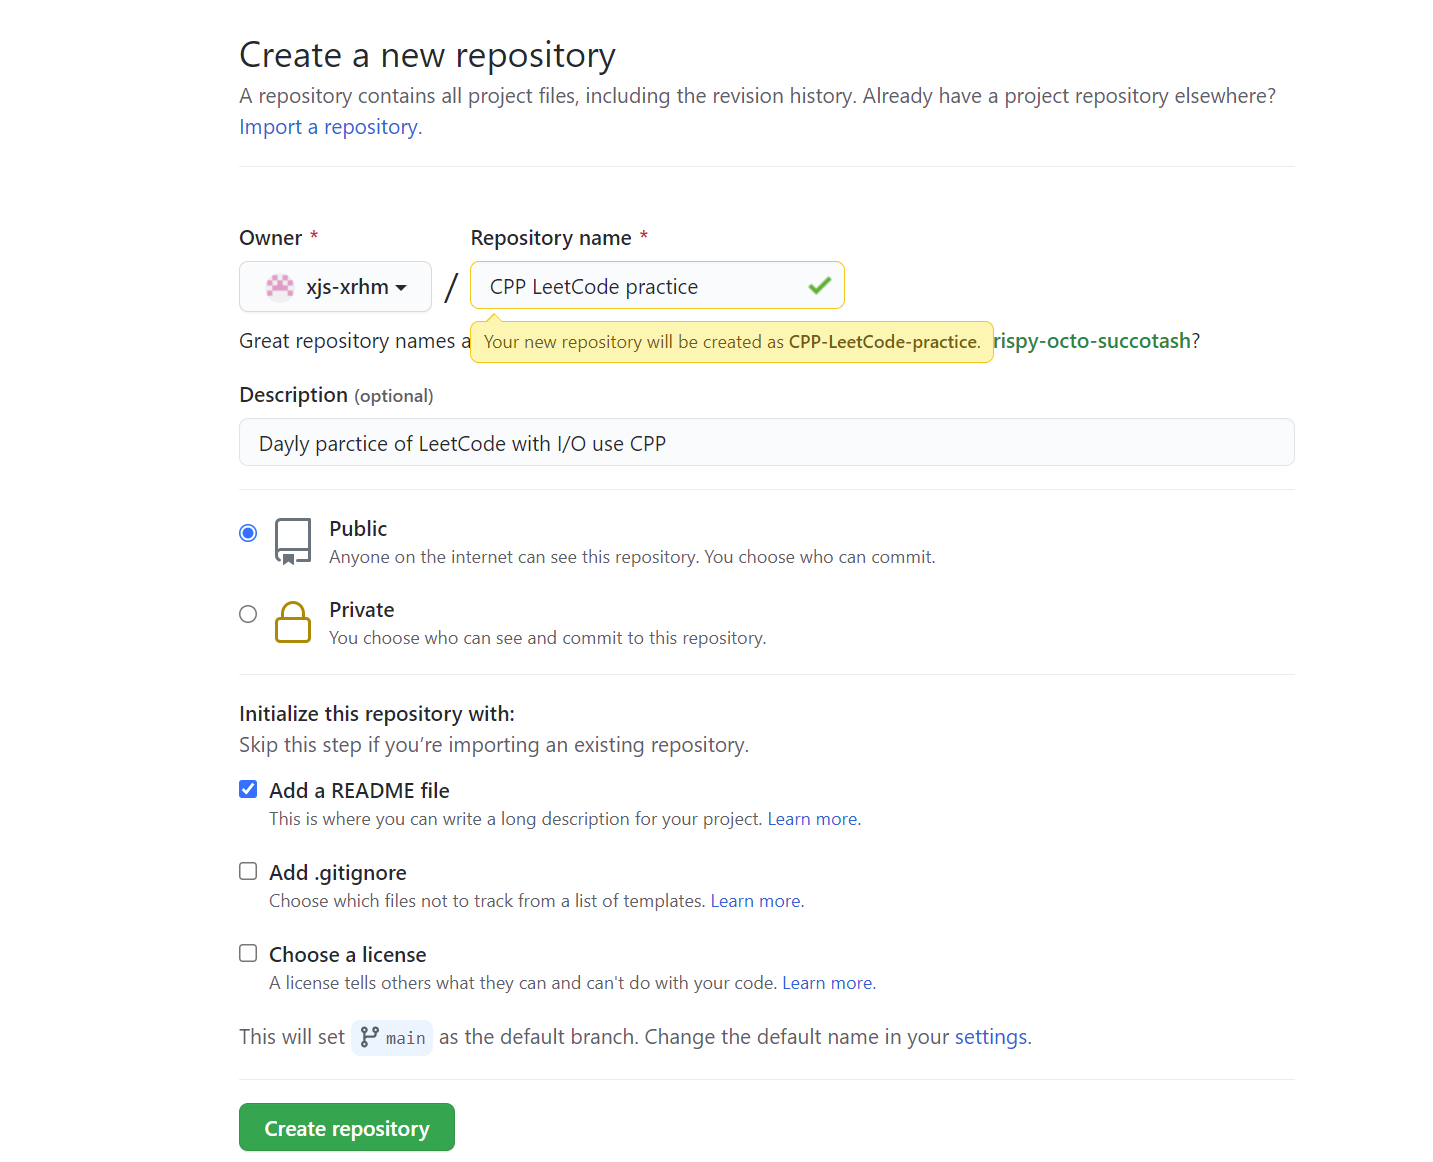 Create a new repository
A repository contains all project files, including the revision history. Already have a project repository elsewhere?
Import a repository.
Owner *
Repository name *
xjs-xrhm
/
CPP LeetCode practice
Great repository names
Your new repository will be created as CPP-LeetCode-practice.
rispy-octo-succotash?
Description (optional)
Dayly parctice of LeetCode with I/O use CPP
Public
Anyone on the internet can see this repository. You choose who can commit.
Private
You choose who can see and commit to this repository.
Initialize this repository with:
Skip this step if you’re importing an existing repository.
Add a README file
This is where you can write a long description for your project. Learn more.
Add .gitignore
Choose which files not to track from a list of templates. Learn more.
Choose a license
A license tells others what they can and can't do with your code. Learn more.
This will set main as the default branch. Change the default name in your settings.
Create repository